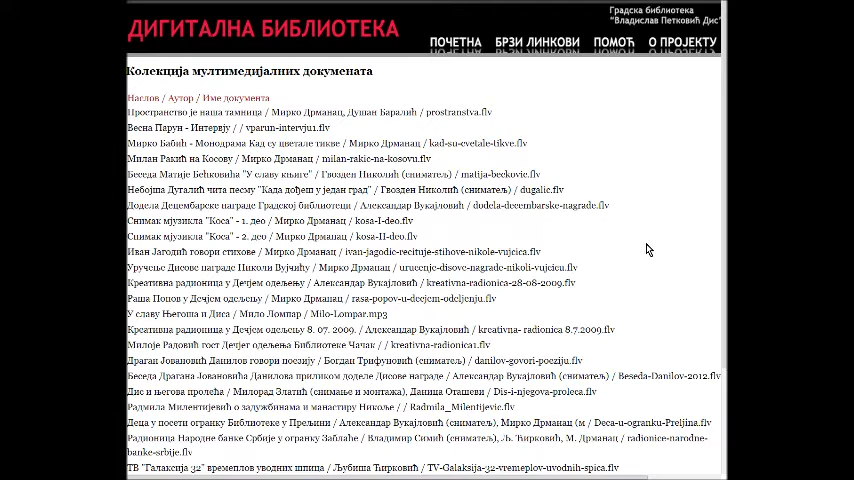 ДИГИТАЛНА БИБЛИОТЕКА
Градска библиотека
"Владислав Петковић Дис"
ПОЧЕТНА БРЗИ ЛИНКОВИ ПОМОЋ О ПРОЈЕКТУ
Колекција мултимедијалних докумената
Наслов / Аутор / Име документа
Пространство је наша тамница / Мирко Дрманац, Душан Баралић / prostranstva.flv
Весна Парун - Интервју / / vparun-intervju1.flv
Мирко Бабић - Монодрама Кад су цветале тикве / Мирко Дрманац / kad-su-cvetale-tikve.flv
Милан Ракић на Косову / Мирко Дрманац / milan-rakic-na-kosovu.flv
Беседа Матије Бећковића "У славу књиге" / Гвозден Николић (сниматељ) / matija-beckovic.flv
Небојша Дугалић чита песму "Када дођеш у један град" / Гвозден Николић (сниматељ) / dugalic.flv
Додела Децембарске награде Градској библиотеци / Александар Вукајловић / dodela-decembarske-nagrade.flv
Снимак мјузикла "Коса" - 1. део / Мирко Дрманац / kosa-I-deo.flv
Снимак мјузикла "Коса" - 2. део / Мирко Дрманац / kosa-II-deo.flv
Иван Јагодић говори стихове / Мирко Дрманац / ivan-jagodic-recituje-stihove-nikole-vujcica.flv
Уручење Дисове награде Николи Вујчићу / Мирко Дрманац / urucenje-disove-nagrade-nikoli-vujcicu.flv
Креативна радионица у Дечјем одељењу / Александар Вукајловић / kreativna-radionica-28-08-2009.flv
Раша Попов у Дечјем одељењу / Мирко Дрманац / rasa-popov-u-decjem-odeljenju.flv
У славу Његоша и Диса / Мило Ломпар / Milo-Lompar.mp3
Креативна радионица у Дечјем одељењу 8. 07. 2009. / Александар Вукајловић / kreativna- radionica 8.7.2009.flv
Милоје Радовић гост Дечјег одељења Библиотеке Чачак / / kreativna-radionica1.flv
Драган Јовановић Данилов говори поезију / Богдан Трифуновић (сниматељ) / danilov-govori-poeziju.flv
Беседа Драгана Јовановића Данилова приликом доделе Дисове награде / Александар Вукајловић (сниматељ) / Beseda-Danilov-2012.flv
Дис и његова пролећа / Милорад Златић (снимање и монтажа), Даница Оташевић / Dis-i-njegova-proleca.flv
Радмила Милентијевић о задужбинама и манастиру Никоље / / Radmila_Milentijevic.flv
Деца у посети огранку Библиотеке у Прељини / Александар Вукајловић (сниматељ), Мирко Дрманац (м / Deca-u-ogranku-Preljina.flv
Радионица Народне банке Србије у огранку Заблаће / Владимир Симић (сниматељ), Љ. Ћирковић, М. Дрманац / radionice-narodne-
banke-srbije.flv
ТВ "Галаксија 32" времеплов уводних шпица / Љубиша Ћирковић / TV-Galaksija-32-vremeplov-uvodnih-spica.flv